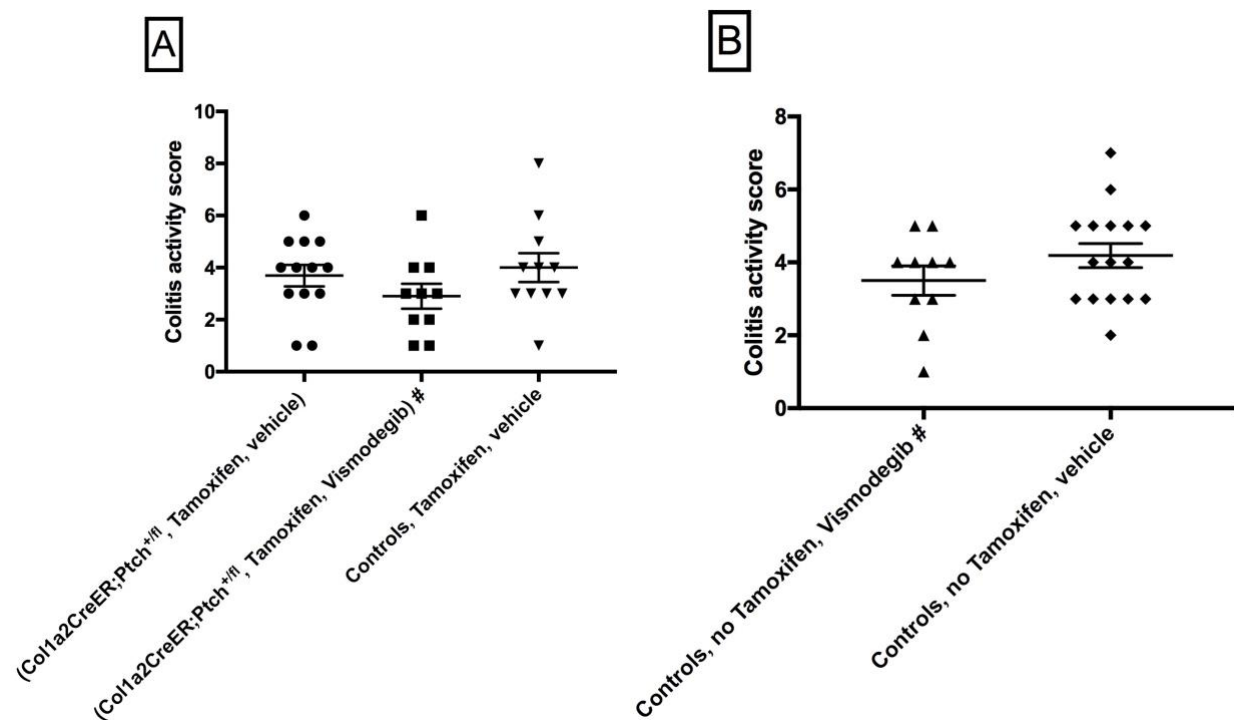 A
Colitis activity score
10
8
6
4
2
0
(Col1a2CreER;Ptch+/fl, Tamoxifen, vehicle)
(Col1a2CreER;Ptch+/fl, Tamoxifen, Vismodegib) #
Controls, Tamoxifen, vehicle
B
Colitis activity score
8
6
4
2
0
Controls, no Tamoxifen, Vismodegib #
Controls, no Tamoxifen, vehicle